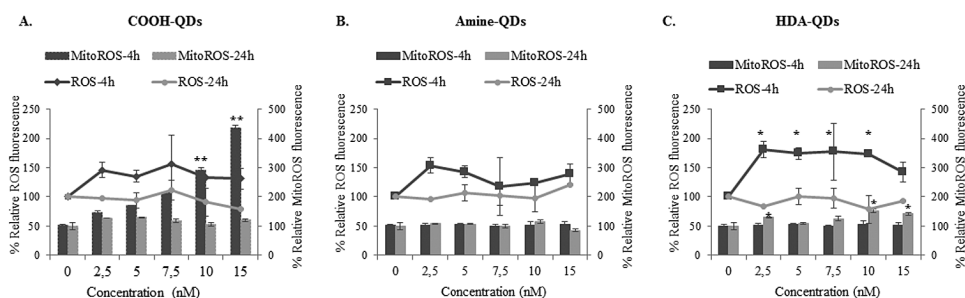 A. COOH-QDs
MitoROS-4h MitoROS-24h
ROS-4h ROS-24h
% Relative ROS fluorescence
250
200
150
100
50
0
** **
500
400
300
200
100
0
% Relative MitoROS fluorescence
0 2,5 5 7,5 10 15
Concentration (nM)
B. Amine-QDs
MitoROS-4h MitoROS-24h
ROS-4h ROS-24h
% Relative ROS fluorescence
250
200
150
100
50
0
500
400
300
200
100
0
% Relative MitoROS fluorescence
0 2,5 5 7,5 10 15
Concentration (nM)
C. HDA-QDs
MitoROS-4h MitoROS-24h
ROS-4h ROS-24h
% Relative ROS fluorescence
250
200
150
100
50
0
* * * *
* * *
500
400
300
200
100
0
% Relative MitoROS fluorescence
0 2,5 5 7,5 10 15
Concentration (nM)